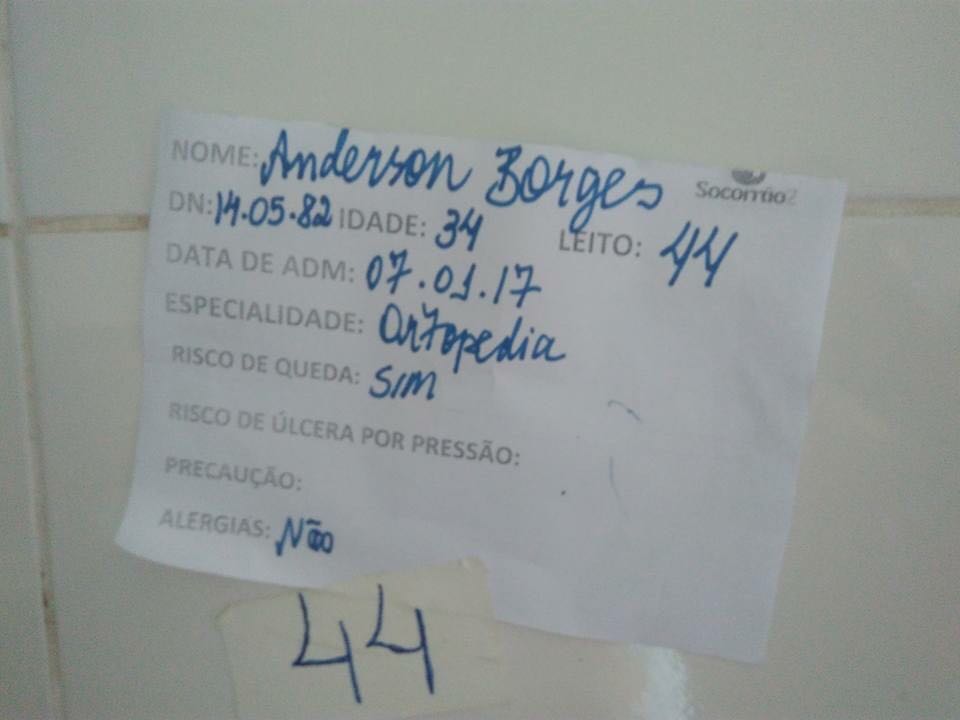 NOME: Anderson Borges
Socorrão2
DN: 14.05.82 IDADE: 34 LEITO: 44
DATA DE ADM: 07.01.17
ESPECIALIDADE: Ortopedia
RISCO DE QUEDA: SIM
RISCO DE ÚLCERA POR PRESSÃO:
PRECAUÇÃO:
ALERGIAS: Não
44